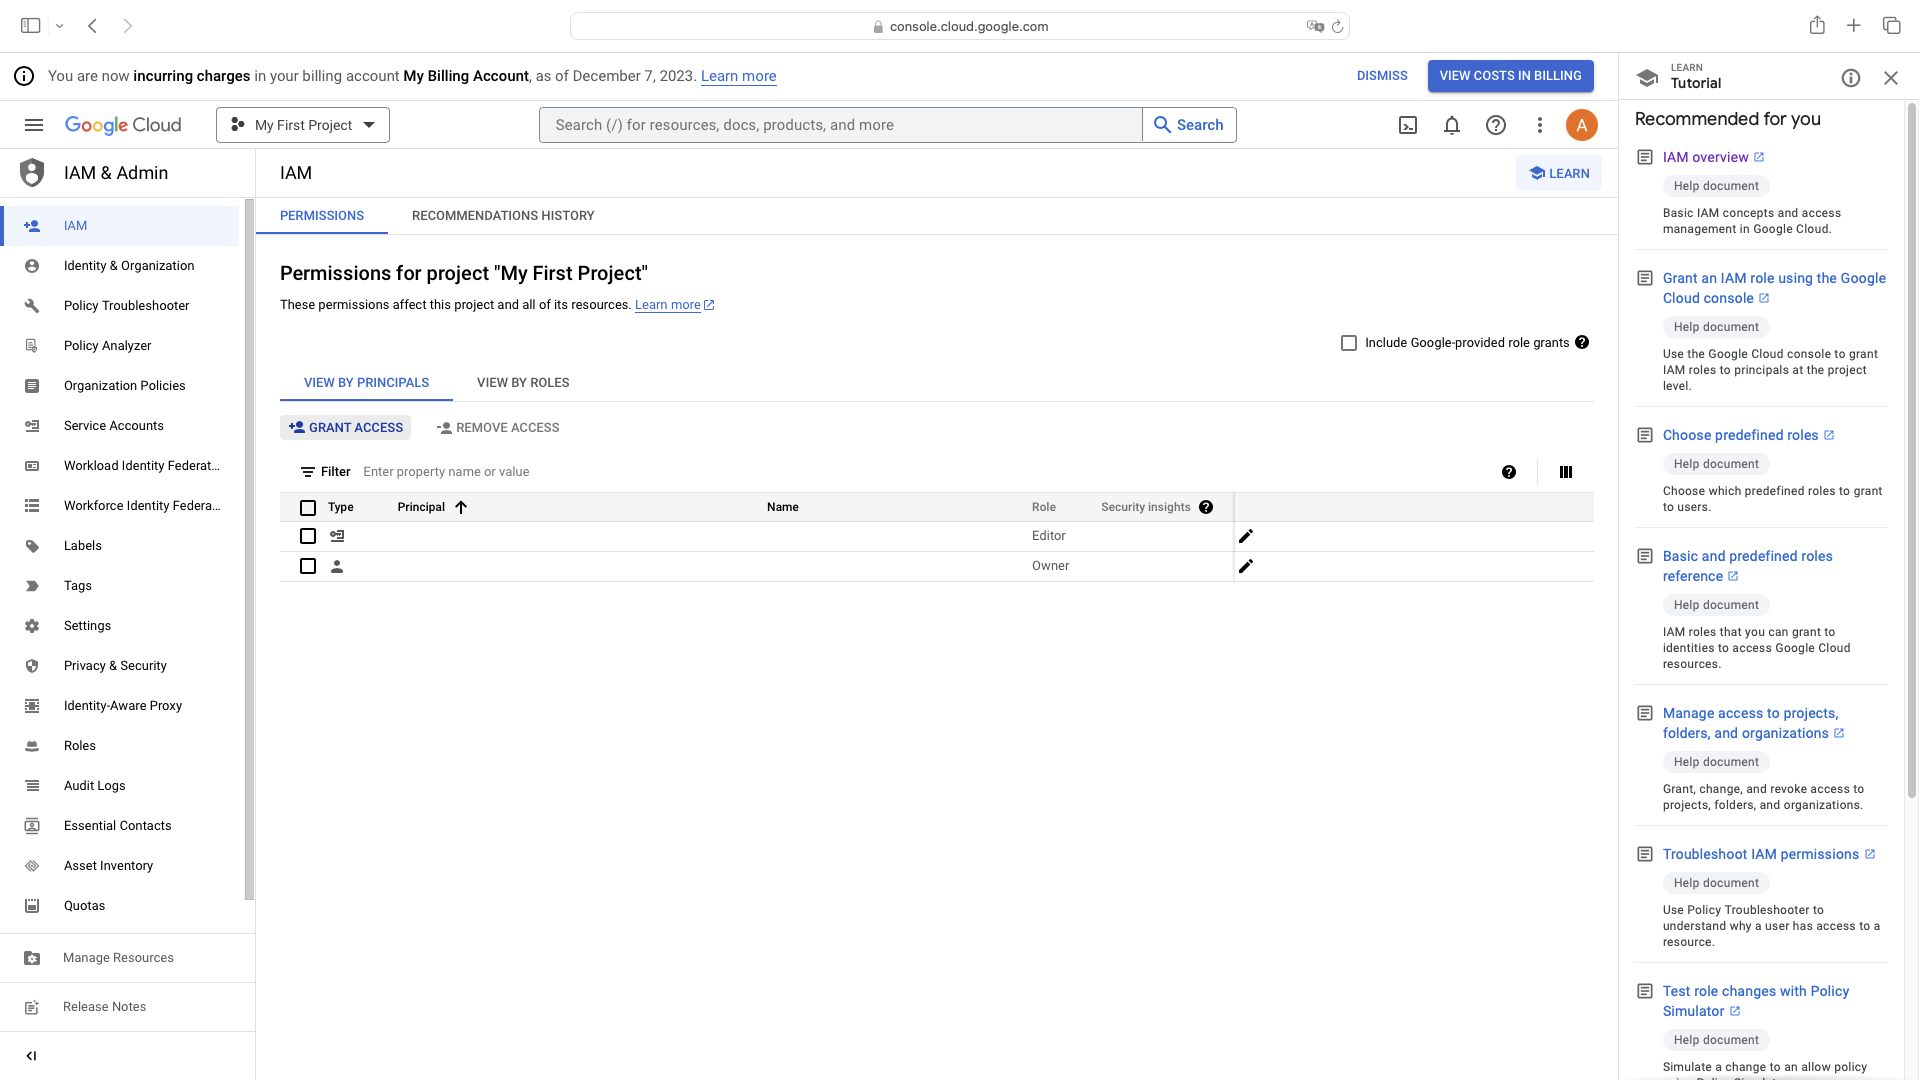 console.cloud.google.com
You are now incurring charges in your billing account My Billing Account, as of December 7, 2023. Learn more
DISMISS
VIEW COSTS IN BILLING
Google Cloud
My First Project
Search (/) for resources, docs, products, and more
Search
A
IAM & Admin
IAM
Identity & Organization
Policy Troubleshooter
Policy Analyzer
Organization Policies
Service Accounts
Workload Identity Federat...
Workforce Identity Federa...
Labels
Tags
Settings
Privacy & Security
Identity-Aware Proxy
Roles
Audit Logs
Essential Contacts
Asset Inventory
Quotas
Manage Resources
Release Notes
IAM
LEARN
PERMISSIONS
RECOMMENDATIONS HISTORY
Permissions for project "My First Project"
These permissions affect this project and all of its resources. Learn more
Include Google-provided role grants
VIEW BY PRINCIPALS
VIEW BY ROLES
GRANT ACCESS
REMOVE ACCESS
Filter Enter property name or value
Type Principal Name Role Security insights
Editor
Owner
LEARN
Tutorial
Recommended for you
IAM overview
Help document
Basic IAM concepts and access
management in Google Cloud.
Grant an IAM role using the Google
Cloud console
Help document
Use the Google Cloud console to grant
IAM roles to principals at the project
level.
Choose predefined roles
Help document
Choose which predefined roles to grant
to users.
Basic and predefined roles
reference
Help document
IAM roles that you can grant to
identities to access Google Cloud
resources.
Manage access to projects,
folders, and organizations
Help document
Grant, change, and revoke access to
projects, folders, and organizations.
Troubleshoot IAM permissions
Help document
Use Policy Troubleshooter to
understand why a user has access to a
resource.
Test role changes with Policy
Simulator
Help document
Simulate a change to an allow policy